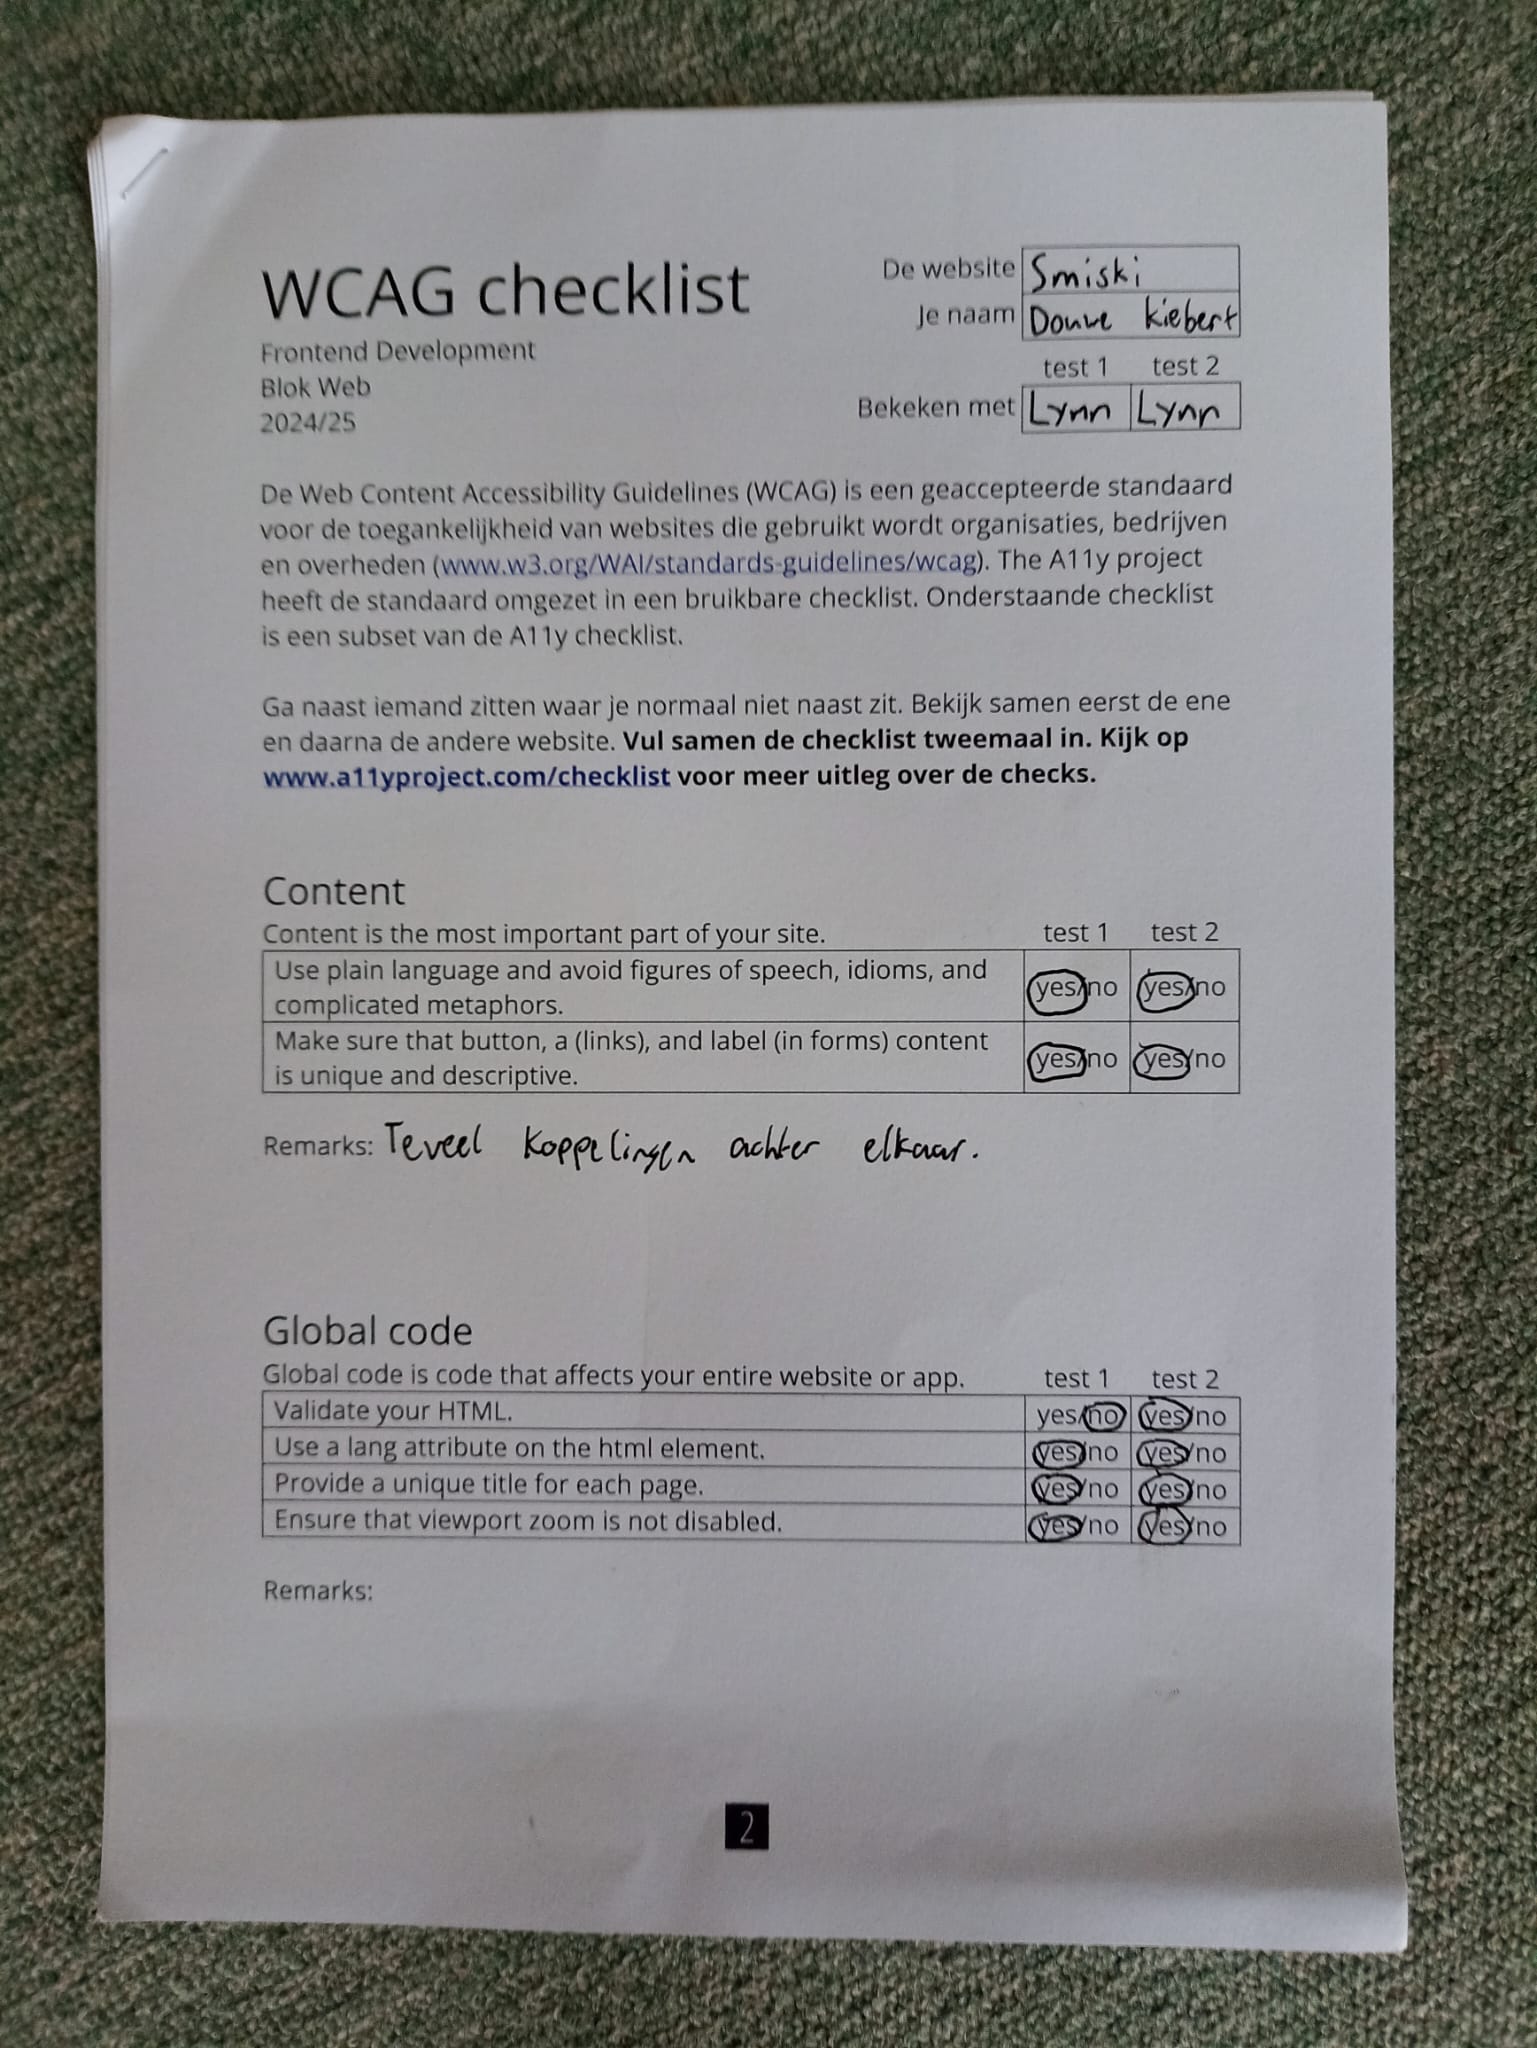 WCAG checklist
Frontend Development
Blok Web
2024/25
De website Smiski
Je naam Douwe Kiebert
test 1 test 2
Bekeken met Lynn Lynn
De Web Content Accessibility Guidelines (WCAG) is een geaccepteerde standaard
voor de toegankelijkheid van websites die gebruikt wordt organisaties, bedrijven
en overheden (www.w3.org/WAI/standards-guidelines/wcag). The A11y project
heeft de standaard omgezet in een bruikbare checklist. Onderstaande checklist
is een subset van de A11y checklist.
Ga naast iemand zitten waar je normaal niet naast zit. Bekijk samen eerst de ene
en daarna de andere website. Vul samen de checklist tweemaal in. Kijk op
www.a11yproject.com/checklist voor meer uitleg over de checks.
Content
Content is the most important part of your site. test 1 test 2
Use plain language and avoid figures of speech, idioms, and
complicated metaphors. yes/no yes/no
Make sure that button, a (links), and label (in forms) content
is unique and descriptive. yes/no yes/no
Remarks: Teveel koppelingen achter elkaar.
Global code
Global code is code that affects your entire website or app. test 1 test 2
Validate your HTML. yes/no yes/no
Use a lang attribute on the html element. yes/no yes/no
Provide a unique title for each page. yes/no yes/no
Ensure that viewport zoom is not disabled. yes/no yes/no
Remarks:
2